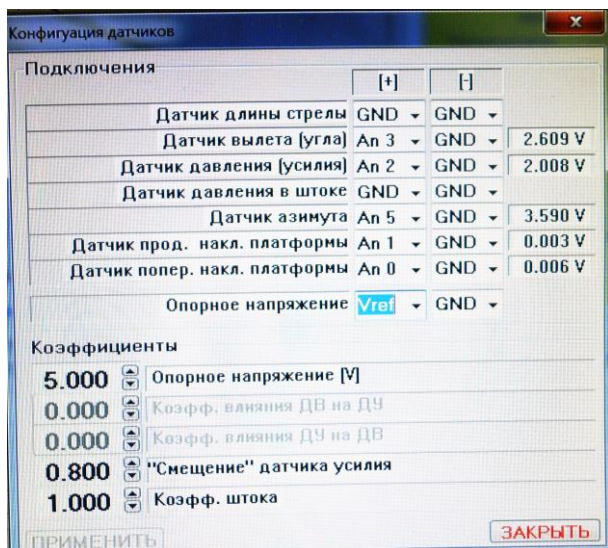 Конфигуация датчиков
x
Подключения
[+] [-]
Датчик длины стрелы GND GND
Датчик вылета (угла) An 3 GND 2.609 V
Датчик давления (усилия) An 2 GND 2.008 V
Датчик давления в штоке GND GND
Датчик азимута An 5 GND 3.590 V
Датчик прод. накл. платформы An 1 GND 0.003 V
Датчик попер. накл. платформы An 0 GND 0.006 V
Опорное напряжение Vref GND
Коэффициенты
5.000 Опорное напряжение [V]
0.000 Коэфф. влияния ДВ на ДУ
0.000 Коэфф. влияния ДУ на ДВ
0.800 "Смещение" датчика усилия
1.000 Коэфф. штока
ПРИМЕНИТЬ ЗАКРЫТЬ